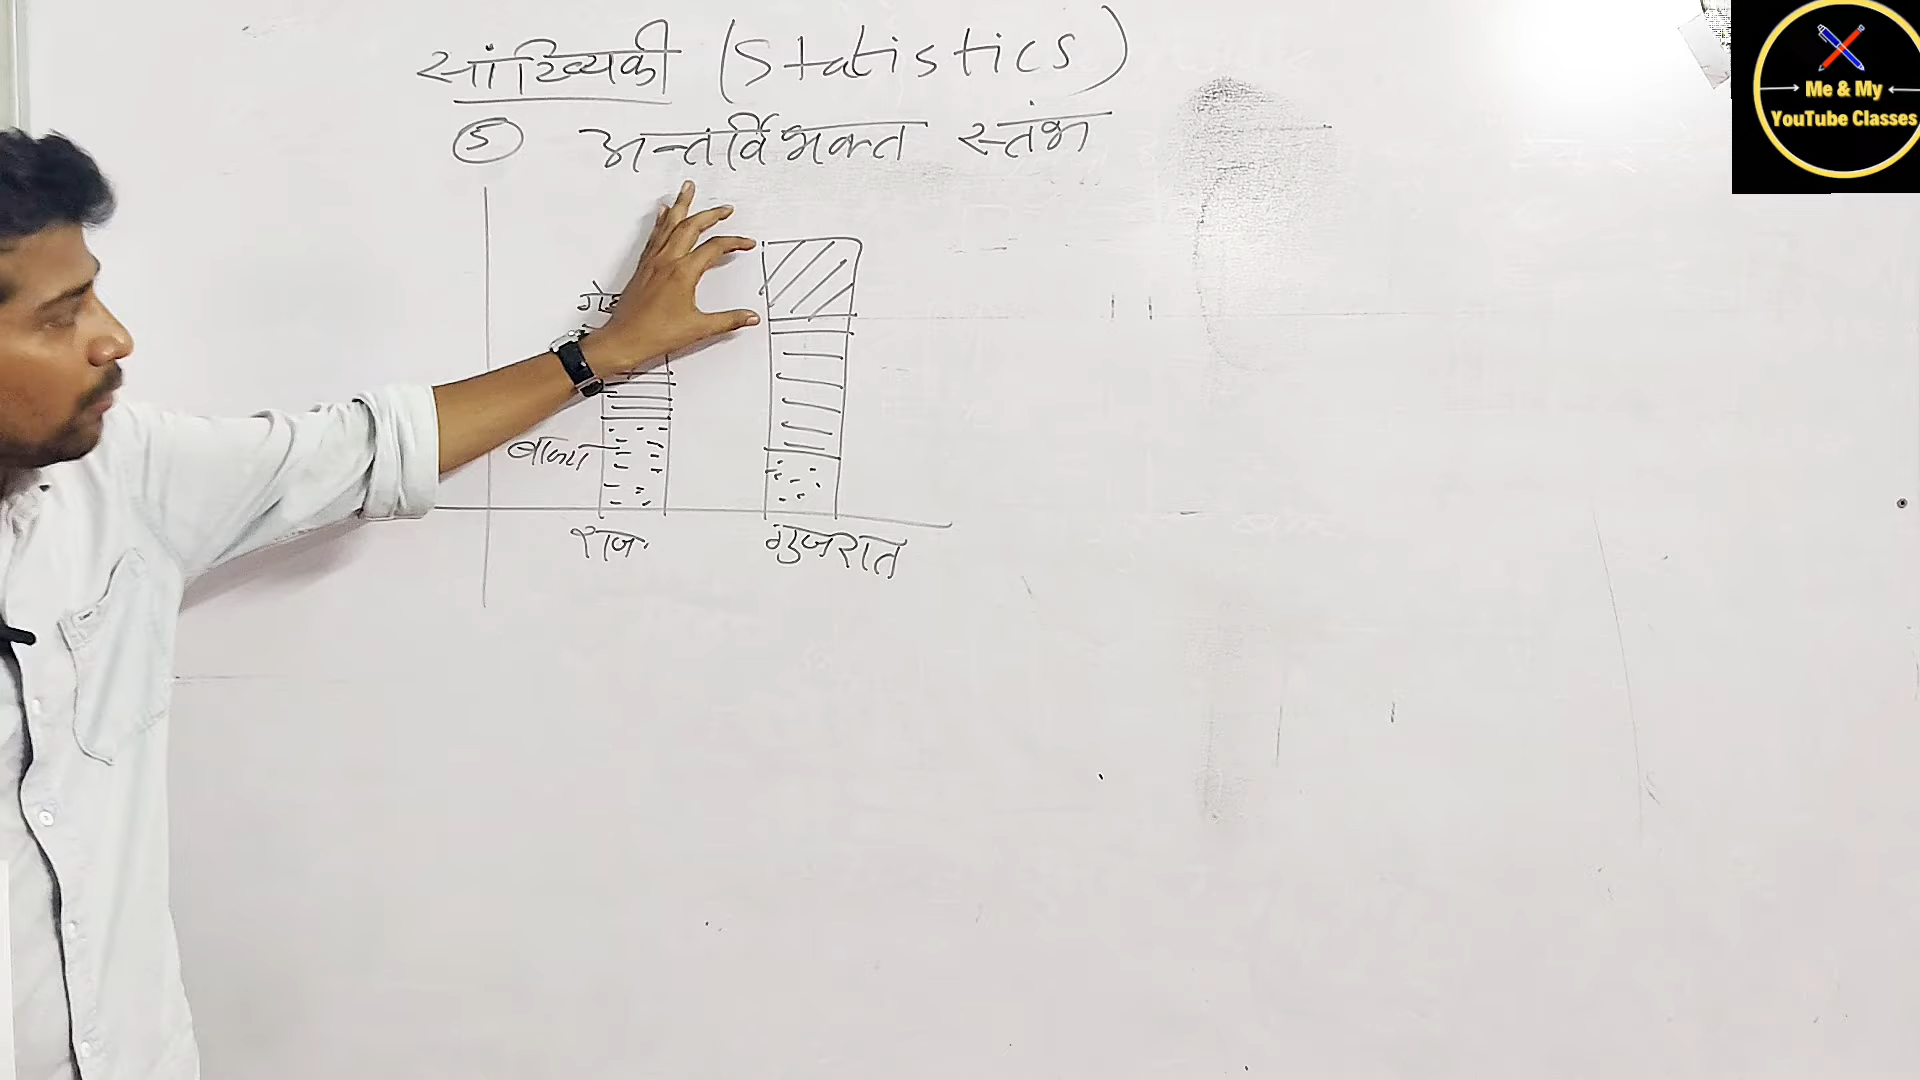 सांख्यिकी (Statistics)
5 अन्तर्विभक्त स्तंभ
बाजरा
राज.
गुजरात
Me & My
YouTube Classes